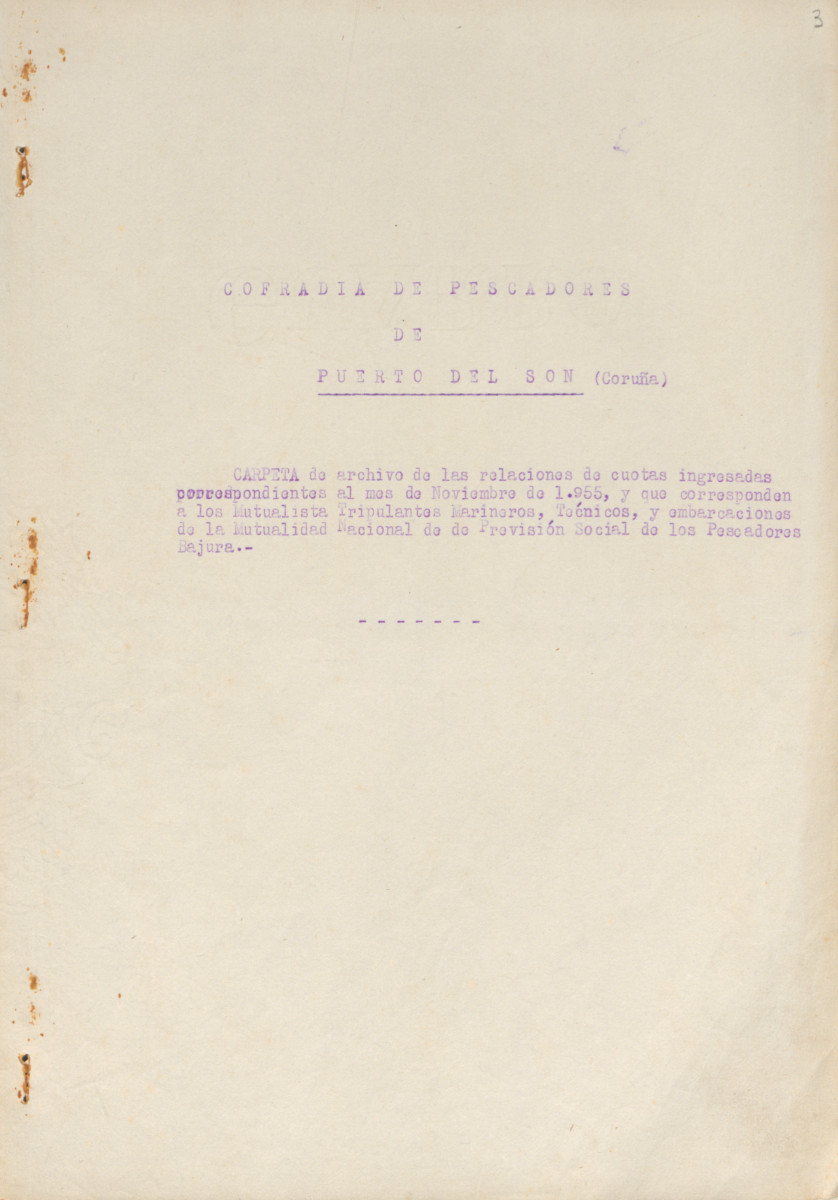 3
COFRADIA DE PESCADORES
DE
PUERTO DEL SON (Coruña)
CARPETA de archivo de las relaciones de cuotas ingresadas
correspondientes al mes de Noviembre de 1.955, y que corresponden
a los Mutualista Tripulantes Marineros, Técnicos, y embarcaciones
de la Mutualidad Nacional de de Previsión Social de los Pescadores
Bajura.-
- - - - - - -